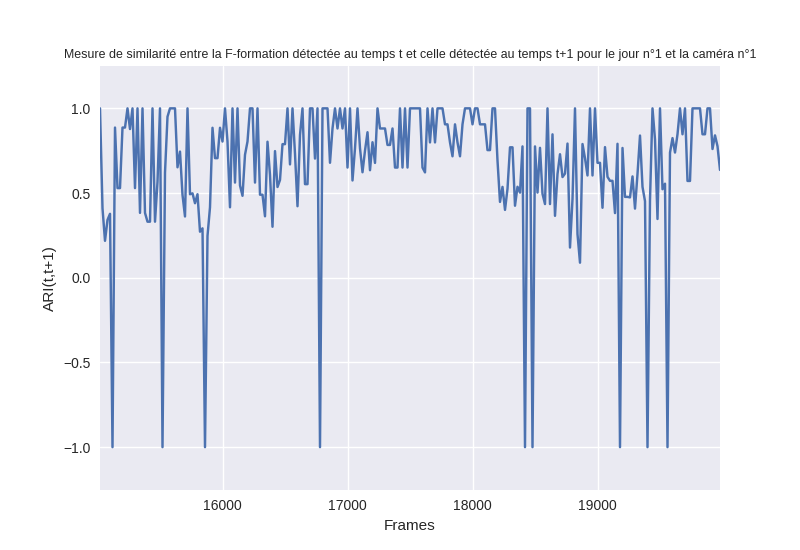 Mesure de similarité entre la F-formation détectée au temps t et celle détectée au temps t+1 pour le jour n°1 et la caméra n°1
1.0
0.5
0.0
−0.5
−1.0
ARI(t,t+1)
16000 17000 18000 19000
Frames